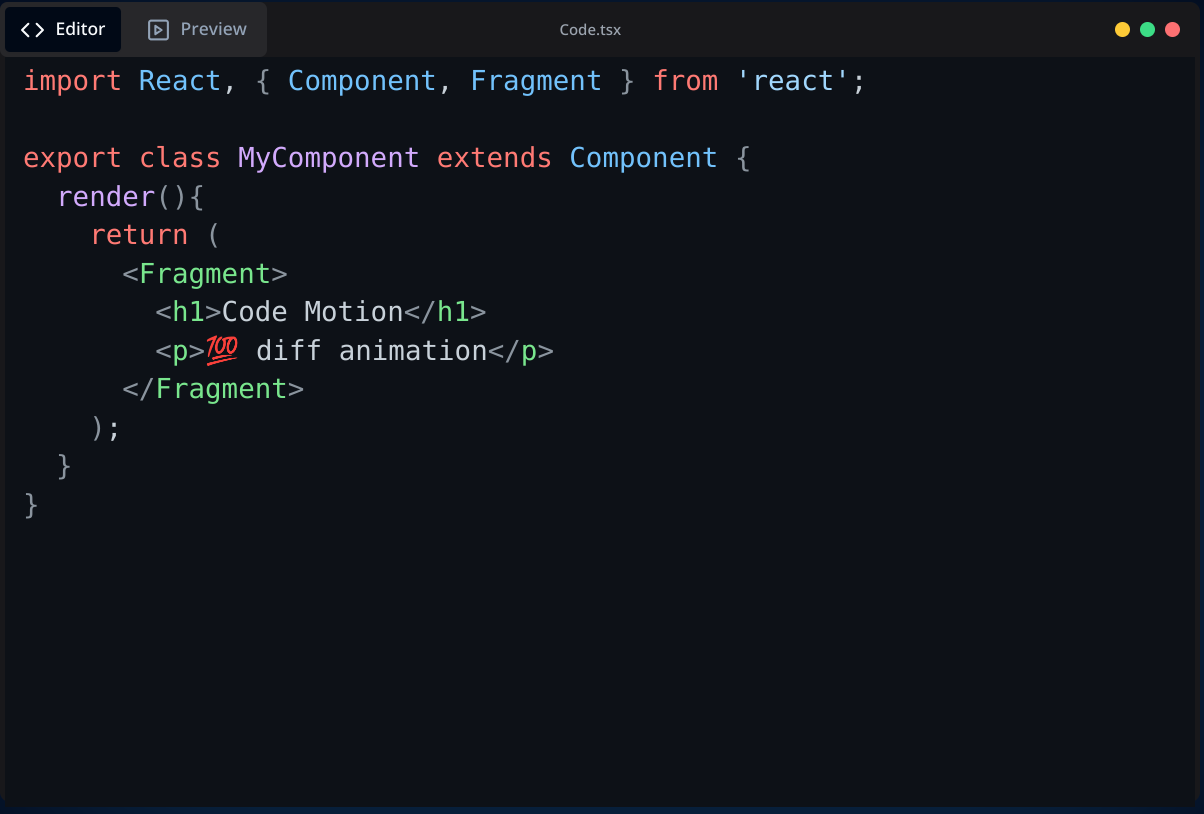 Editor Preview Code.tsx
import React, { Component, Fragment } from 'react';
export class MyComponent extends Component {
  render(){
    return (
      <Fragment>
        <h1>Code Motion</h1>
        <p>💯 diff animation</p>
      </Fragment>
    );
  }
}